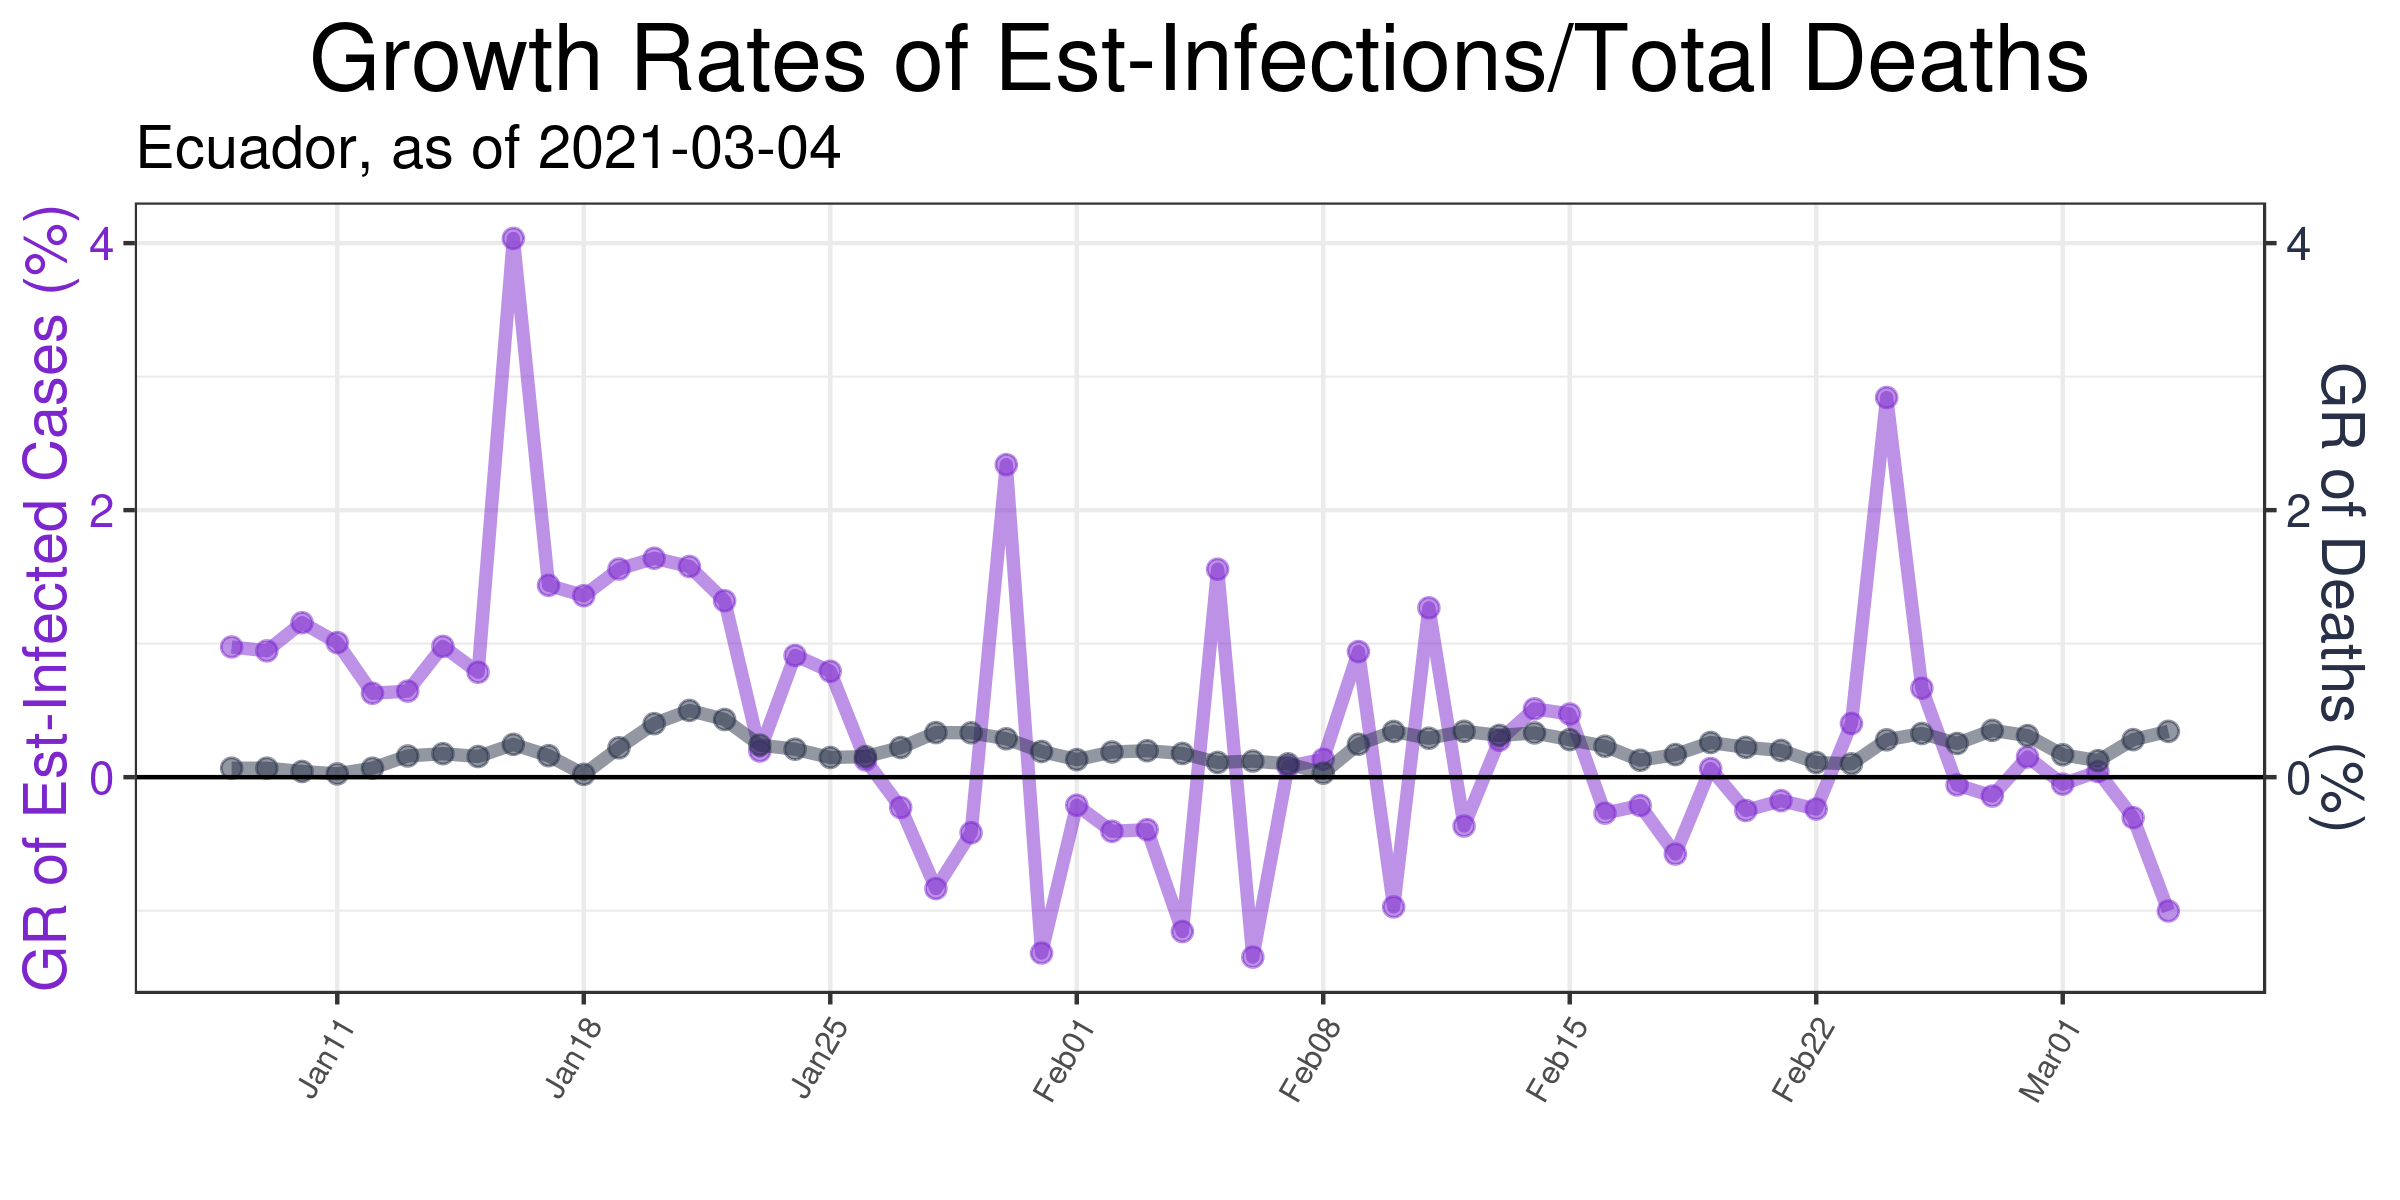 Growth Rates of Est-Infections/Total Deaths
Ecuador, as of 2021-03-04
GR of Est-Infected Cases (%)
4
2
0
4
2
0
GR of Deaths (%)
Jan11
Jan18
Jan25
Feb01
Feb08
Feb15
Feb22
Mar01